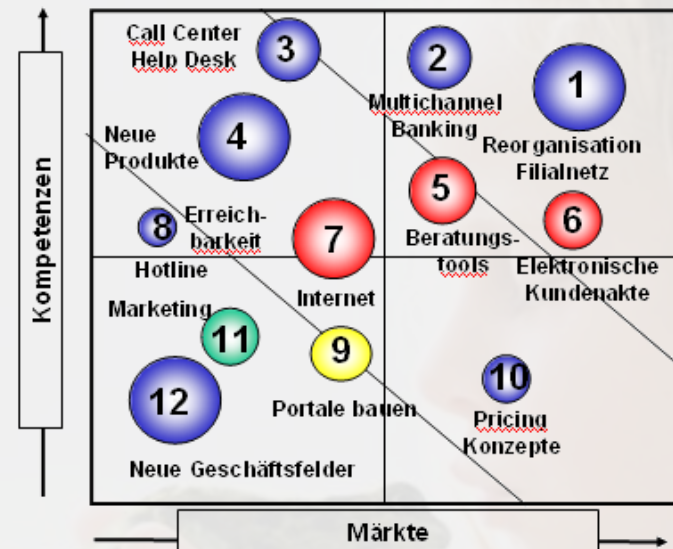 Call Center
Help Desk
3
2
Multichannel
Banking
1
Reorganisation
Filialnetz
Neue
Produkte
4
5
Beratungs-
tools
6
Elektronische
Kundenakte
8
Erreich-
barkeit
Hotline
7
Internet
Marketing
11
9
Portale bauen
12
Neue Geschäftsfelder
10
Pricing
Konzepte
Kompetenzen
Märkte